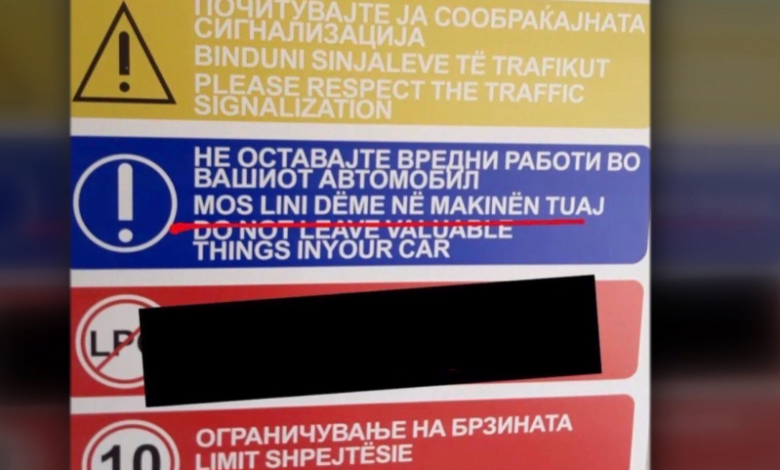 ПОЧИТУВАЈТЕ ЈА СООБРАЌАЈНАТА
СИГНАЛИЗАЦИЈА
BINDUNI SINJALEVE TË TRAFIKUT
PLEASE RESPECT THE TRAFFIC
SIGNALIZATION
НЕ ОСТАВАЈТЕ ВРЕДНИ РАБОТИ ВО
ВАШИОТ АВТОМОБИЛ
MOS LINI DËME NË MAKINËN TUAJ
DO NOT LEAVE VALUABLE
THINGS INYOUR CAR
ОГРАНИЧУВАЊЕ НА БРЗИНАТА
10
LIMIT SHPEJTËSIE